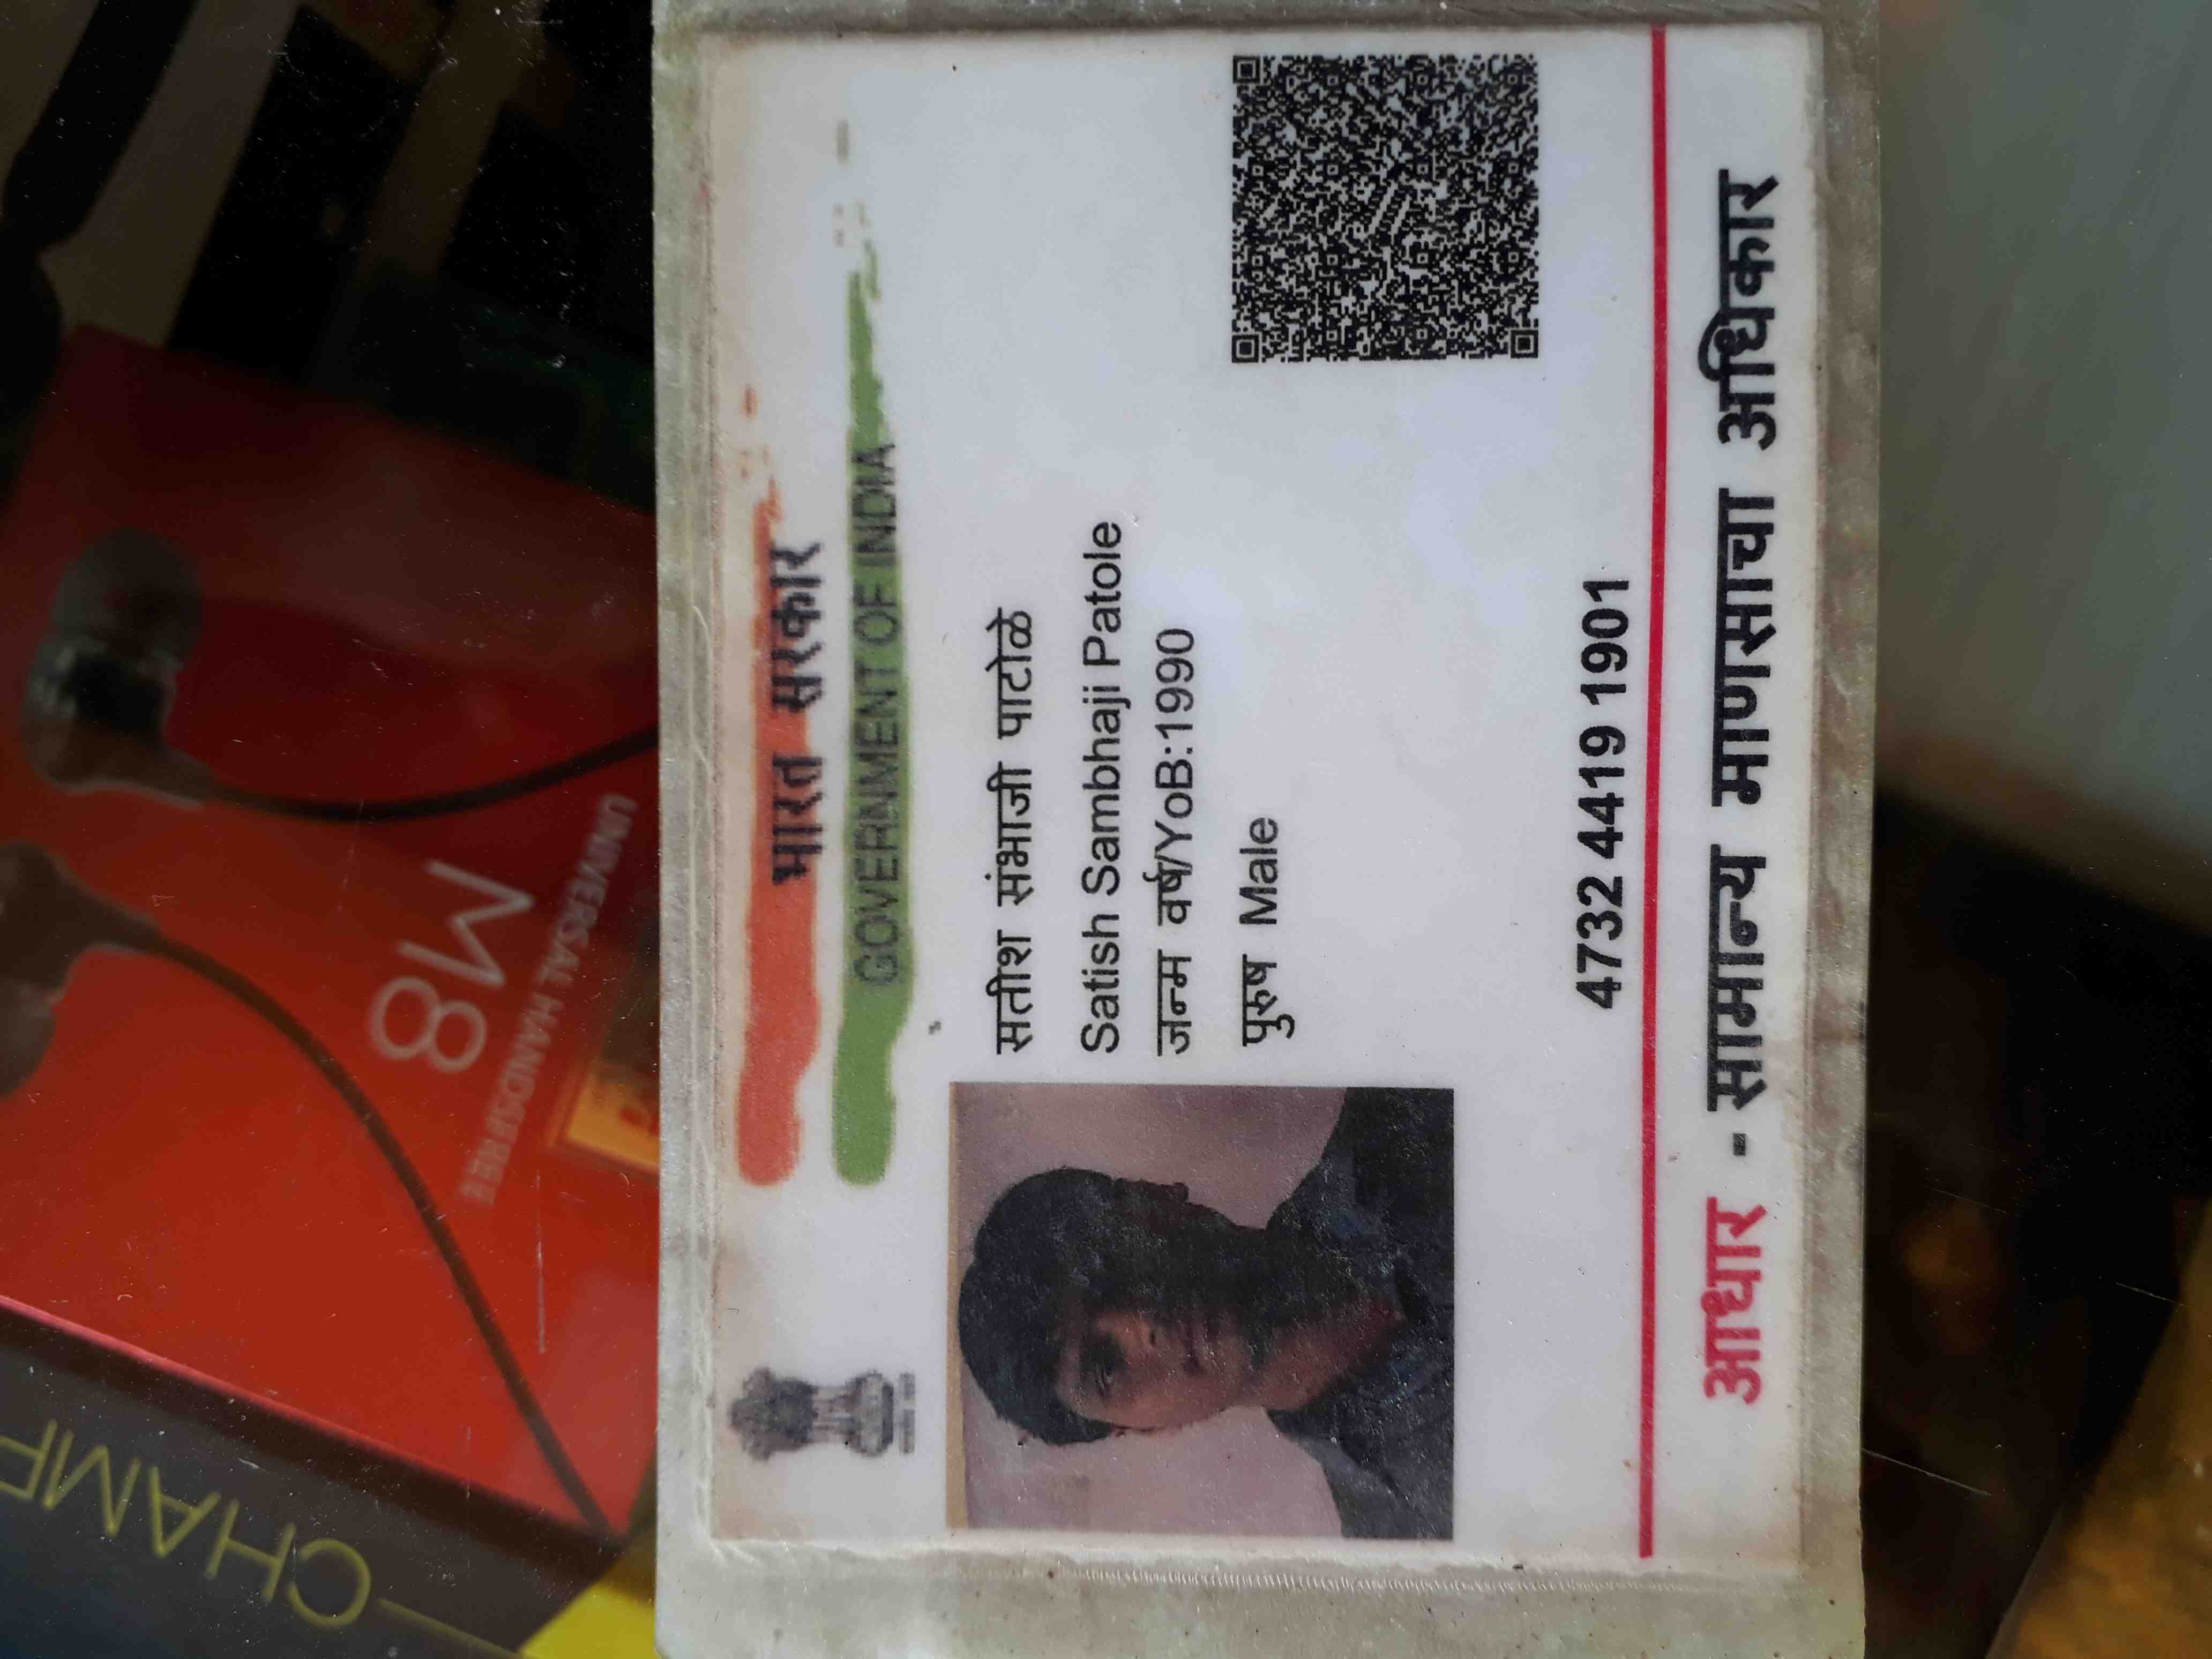 भारत सरकार
GOVERNMENT OF INDIA
सतीश संभाजी पाटोळे
Satish Sambhaji Patole
जन्म वर्ष/YoB:1990
पुरुष Male
4732 4419 1901
आधार - सामान्य माणसाचा अधिकार
M8
UNIVERSAL HANDSFREE
CHAMP